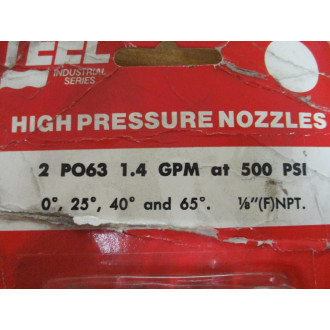 TEEL
INDUSTRIAL
SERIES
HIGH PRESSURE NOZZLES
2 PO63 1.4 GPM at 500 PSI
0°, 25°, 40° and 65°. ⅛"(F)NPT.